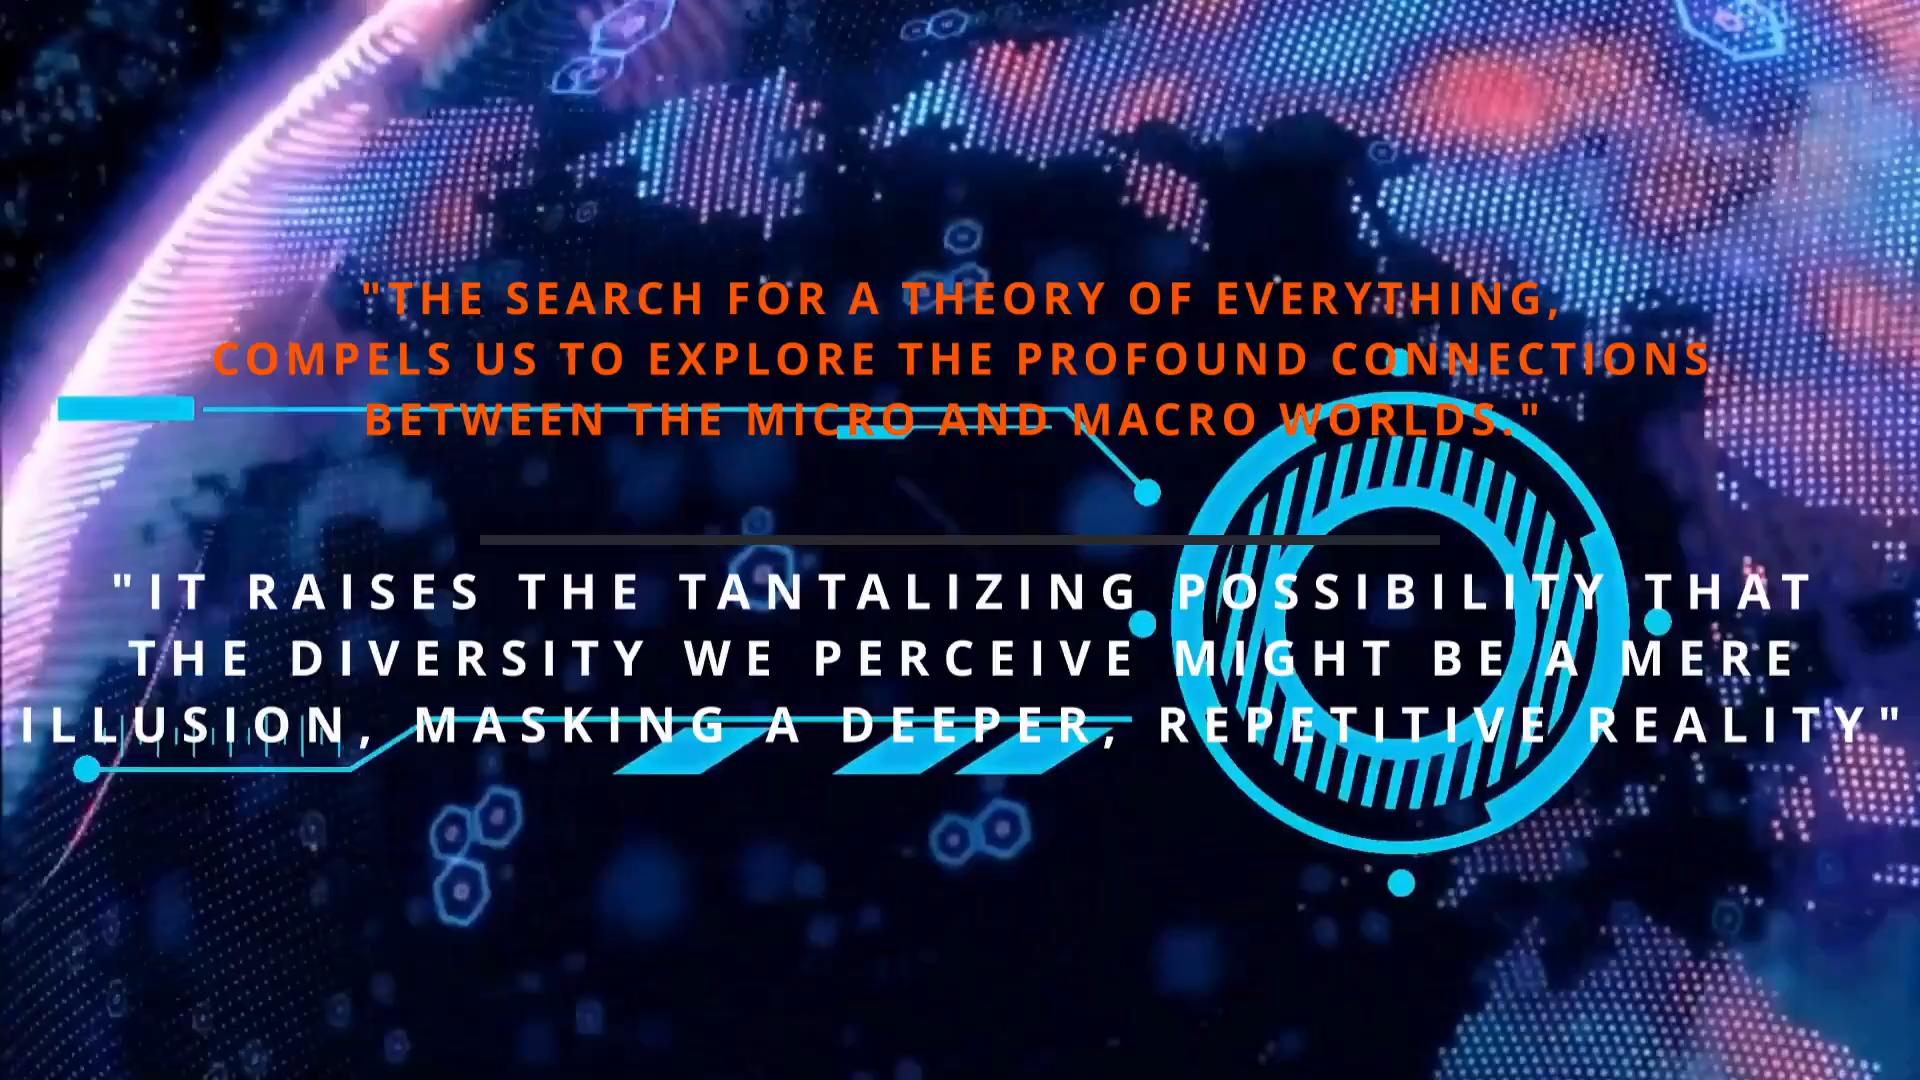 "THE SEARCH FOR A THEORY OF EVERYTHING,
COMPELS US TO EXPLORE THE PROFOUND CONNECTIONS
BETWEEN THE MICRO AND MACRO WORLDS."
"IT RAISES THE TANTALIZING POSSIBILITY THAT
THE DIVERSITY WE PERCEIVE MIGHT BE A MERE
ILLUSION, MASKING A DEEPER, REPETITIVE REALITY"